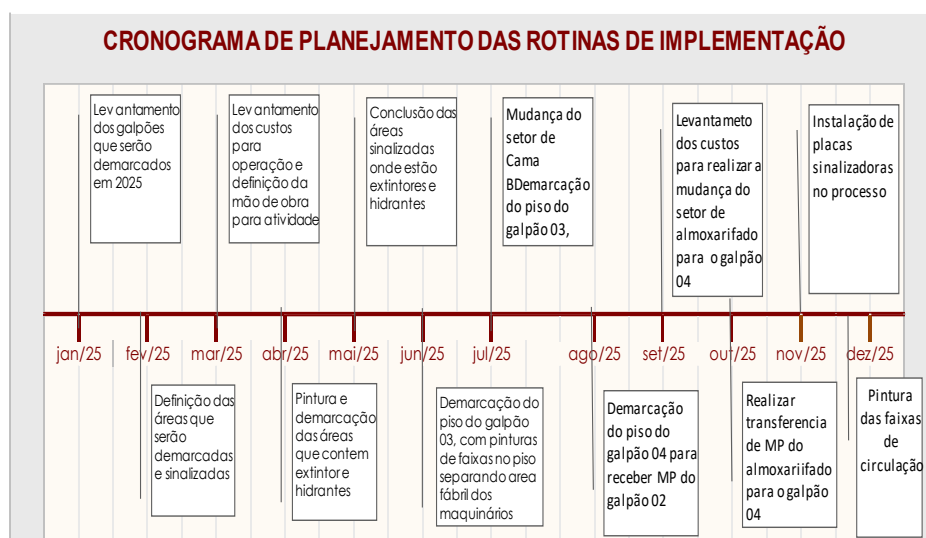 CRONOGRAMA DE PLANEJAMENTO DAS ROTINAS DE IMPLEMENTAÇÃO
Levantamento
dos galpões
que serão
demarcados
em 2025
Levantamento
dos custos
para
operação e
definição da
mão de obra
para atividade
Conclusão das
áreas
sinalizadas
onde estão
extintores e
hidrantes
Mudança do
setor de
Cama
BDemarcação
do piso do
galpão 03,
Levantameto
dos custos
para realizar a
mudança do
setor de
almoxarifado
para o galpão
04
Instalação de
placas
sinalizadoras
no processo
jan/25 fev/25 mar/25 abr/25 mai/25 jun/25 jul/25 ago/25 set/25 out/25 nov/25 dez/25
Definição das
áreas que
serão
demarcadas
e sinalizadas
Pintura e
demarcação
das áreas
que contem
extintor e
hidrantes
Demarcação do
piso do galpão
03, com pinturas
de faixas no piso
separando area
fábril dos
maquinários
Demarcação
do piso do
galpão 04 para
receber MP do
galpão 02
Realizar
transferencia
de MP do
almoxariifado
para o galpão
04
Pintura
das faixas
de
circulação